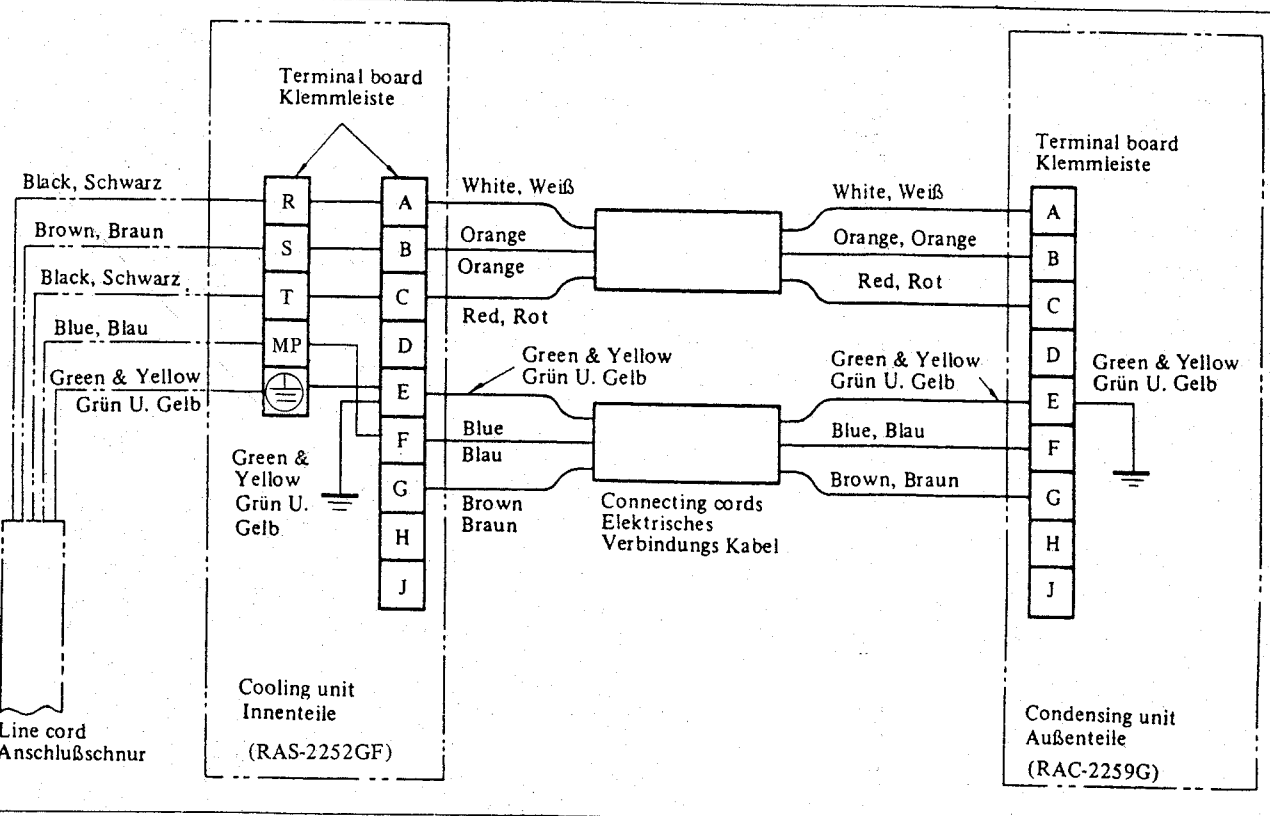 Terminal board
Klemmleiste
Terminal board
Klemmleiste
Black, Schwarz
Brown, Braun
Black, Schwarz
Blue, Blau
Green & Yellow
Grün U. Gelb
R
S
T
MP
A
B
C
D
E
F
G
H
J
White, Weiß
Orange
Orange
Red, Rot
Green & Yellow
Grün U. Gelb
Blue
Blau
Brown
Braun
Green &
Yellow
Grün U.
Gelb
Connecting cords
Elektrisches
Verbindungs Kabel
White, Weiß
Orange, Orange
Red, Rot
Green & Yellow
Grün U. Gelb
Blue, Blau
Brown, Braun
A
B
C
D
E
F
G
H
J
Green & Yellow
Grün U. Gelb
Line cord
Anschlußschnur
Cooling unit
Innenteile
(RAS-2252GF)
Condensing unit
Außenteile
(RAC-2259G)